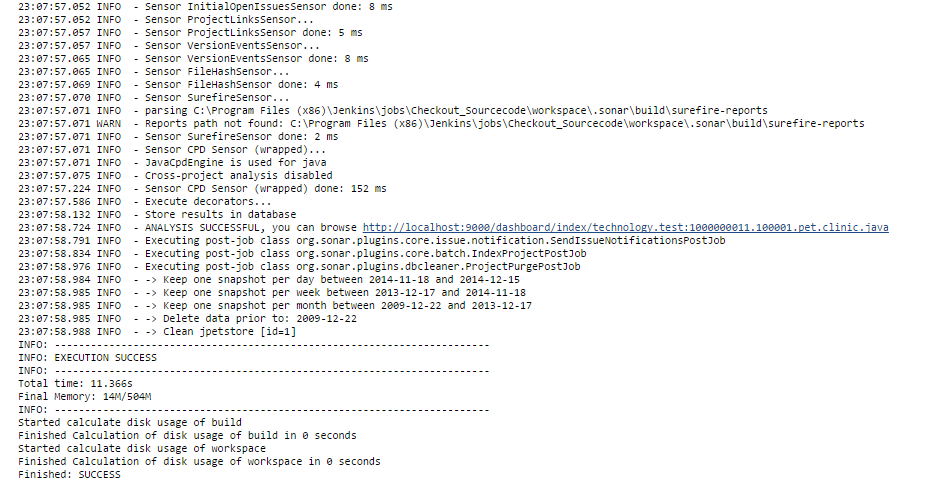 23:07:57.052 INFO  - Sensor InitialOpenIssuesSensor done: 8 ms
23:07:57.052 INFO  - Sensor ProjectLinksSensor...
23:07:57.057 INFO  - Sensor ProjectLinksSensor done: 5 ms
23:07:57.057 INFO  - Sensor VersionEventsSensor...
23:07:57.065 INFO  - Sensor VersionEventsSensor done: 8 ms
23:07:57.065 INFO  - Sensor FileHashSensor...
23:07:57.069 INFO  - Sensor FileHashSensor done: 4 ms
23:07:57.070 INFO  - Sensor SurefireSensor...
23:07:57.071 INFO  - parsing C:\Program Files (x86)\Jenkins\jobs\Checkout_Sourcecode\workspace\.sonar\build\surefire-reports
23:07:57.071 WARN  - Reports path not found: C:\Program Files (x86)\Jenkins\jobs\Checkout_Sourcecode\workspace\.sonar\build\surefire-reports
23:07:57.071 INFO  - Sensor SurefireSensor done: 2 ms
23:07:57.071 INFO  - Sensor CPD Sensor (wrapped)...
23:07:57.071 INFO  - JavaCpdEngine is used for java
23:07:57.075 INFO  - Cross-project analysis disabled
23:07:57.224 INFO  - Sensor CPD Sensor (wrapped) done: 152 ms
23:07:57.586 INFO  - Execute decorators...
23:07:58.132 INFO  - Store results in database
23:07:58.724 INFO  - ANALYSIS SUCCESSFUL, you can browse http://localhost:9000/dashboard/index/technology.test:1000000011.100001.pet.clinic.java
23:07:58.791 INFO  - Executing post-job class org.sonar.plugins.core.issue.notification.SendIssueNotificationsPostJob
23:07:58.834 INFO  - Executing post-job class org.sonar.plugins.core.batch.IndexProjectPostJob
23:07:58.976 INFO  - Executing post-job class org.sonar.plugins.dbcleaner.ProjectPurgePostJob
23:07:58.984 INFO  - -> Keep one snapshot per day between 2014-11-18 and 2014-12-15
23:07:58.985 INFO  - -> Keep one snapshot per week between 2013-12-17 and 2014-11-18
23:07:58.985 INFO  - -> Keep one snapshot per month between 2009-12-22 and 2013-12-17
23:07:58.985 INFO  - -> Delete data prior to: 2009-12-22
23:07:58.988 INFO  - -> Clean jpetstore [id=1]
INFO: ------------------------------------------------------------------------
INFO: EXECUTION SUCCESS
INFO: ------------------------------------------------------------------------
Total time: 11.366s
Final Memory: 14M/504M
INFO: ------------------------------------------------------------------------
Started calculate disk usage of build
Finished Calculation of disk usage of build in 0 seconds
Started calculate disk usage of workspace
Finished Calculation of disk usage of workspace in 0 seconds
Finished: SUCCESS